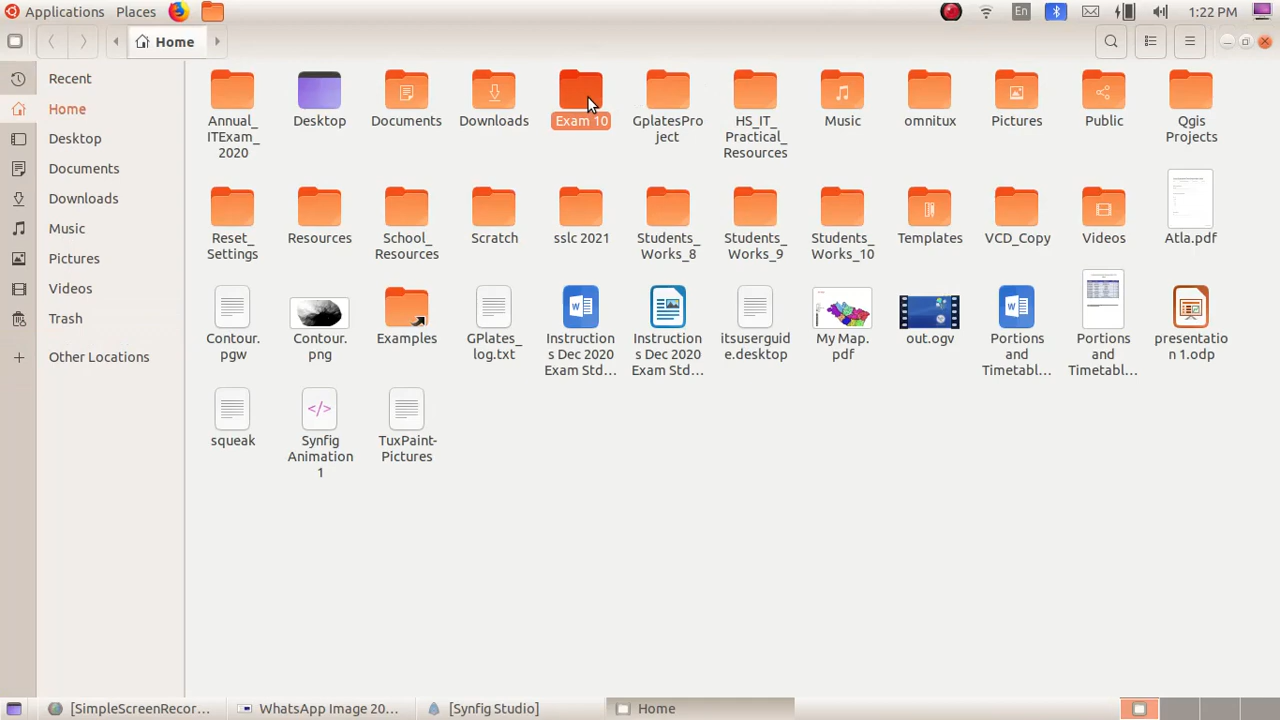 Applications Places En 1:22 PM
Home
Recent
Home
Desktop
Documents
Downloads
Music
Pictures
Videos
Trash
Other Locations
Annual_
ITExam_
2020
Desktop
Documents
Downloads
Exam 10
GplatesPro
ject
HS_IT_
Practical_
Resources
Music
omnitux
Pictures
Public
Qgis
Projects
Reset_
Settings
Resources
School_
Resources
Scratch
sslc 2021
Students_
Works_8
Students_
Works_9
Students_
Works_10
Templates
VCD_Copy
Videos
Atla.pdf
Contour.
pgw
Contour.
png
Examples
GPlates_
log.txt
Instruction
s Dec 2020
Exam Std...
Instruction
s Dec 2020
Exam Std...
itsuserguid
e.desktop
My Map.
pdf
out.ogv
Portions
and
Timetabl...
Portions
and
Timetabl...
presentatio
n 1.odp
squeak
</>
Synfig
Animation
1
TuxPaint-
Pictures
[SimpleScreenRecor... WhatsApp Image 20... [Synfig Studio] Home